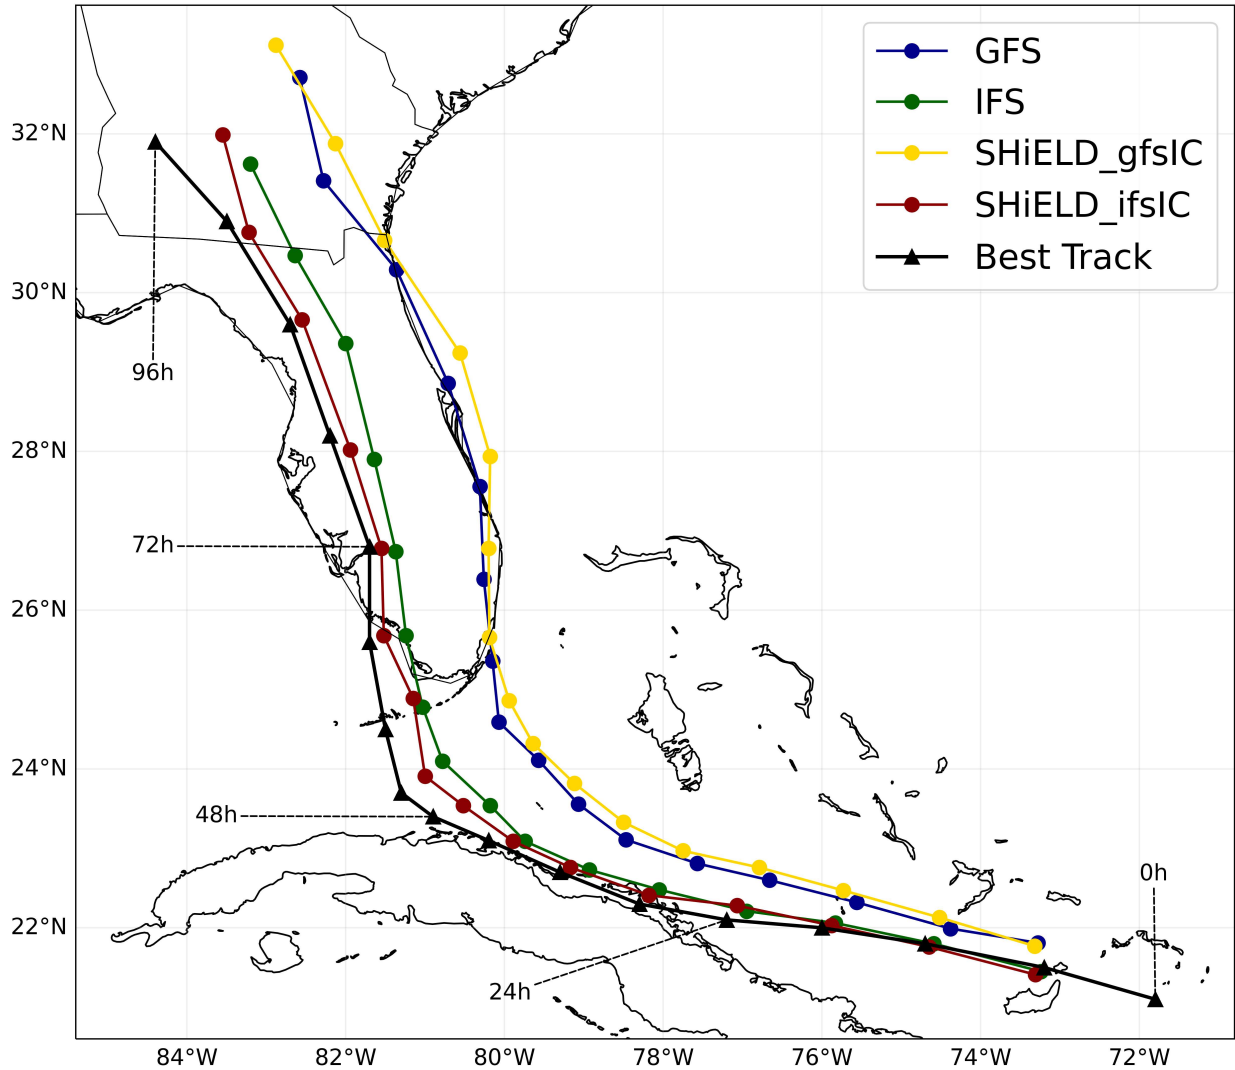 GFS
IFS
SHiELD_gfsIC
SHiELD_ifsIC
Best Track
32°N
30°N
28°N
26°N
24°N
22°N
96h
72h
48h
24h
0h
84°W
82°W
80°W
78°W
76°W
74°W
72°W